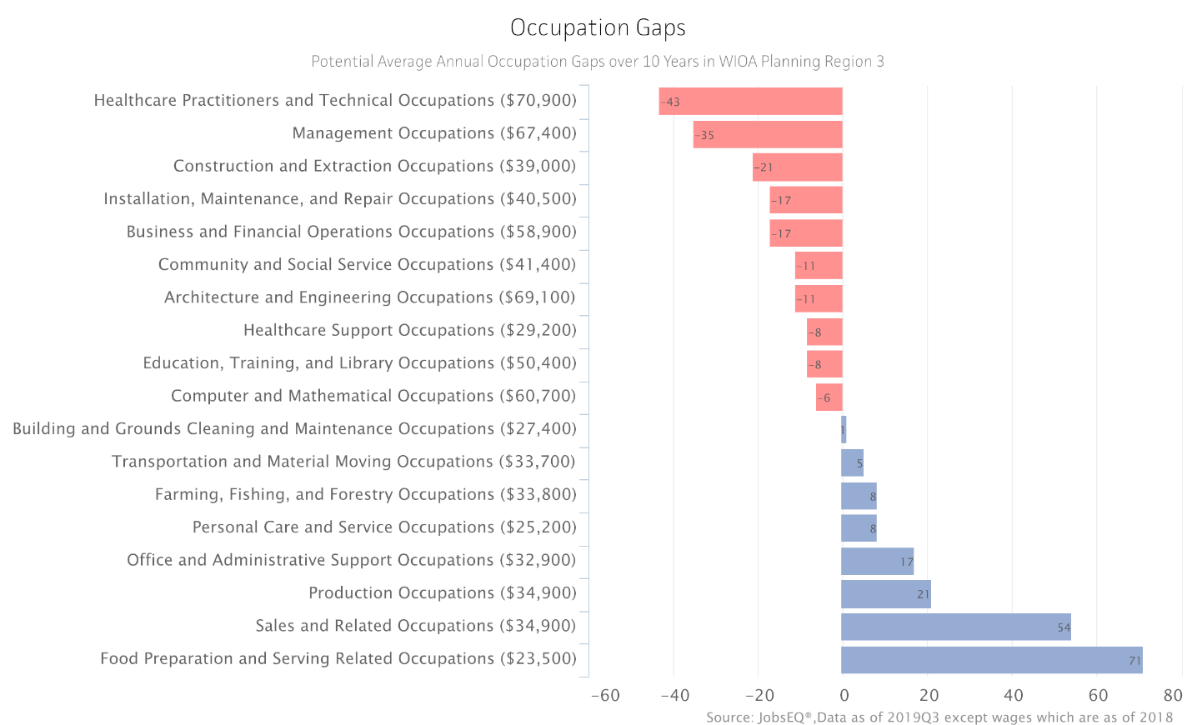 Occupation Gaps
Potential Average Annual Occupation Gaps over 10 Years in WIOA Planning Region 3
Healthcare Practitioners and Technical Occupations ($70,900) -43
Management Occupations ($67,400) -35
Construction and Extraction Occupations ($39,000) -21
Installation, Maintenance, and Repair Occupations ($40,500) -17
Business and Financial Operations Occupations ($58,900) -17
Community and Social Service Occupations ($41,400) -11
Architecture and Engineering Occupations ($69,100) -11
Healthcare Support Occupations ($29,200) -8
Education, Training, and Library Occupations ($50,400) -8
Computer and Mathematical Occupations ($60,700) -6
Building and Grounds Cleaning and Maintenance Occupations ($27,400) 1
Transportation and Material Moving Occupations ($33,700) 5
Farming, Fishing, and Forestry Occupations ($33,800) 8
Personal Care and Service Occupations ($25,200) 8
Office and Administrative Support Occupations ($32,900) 17
Production Occupations ($34,900) 21
Sales and Related Occupations ($34,900) 54
Food Preparation and Serving Related Occupations ($23,500) 71
-60 -40 -20 0 20 40 60 80
Source: JobsEQ®,Data as of 2019Q3 except wages which are as of 2018